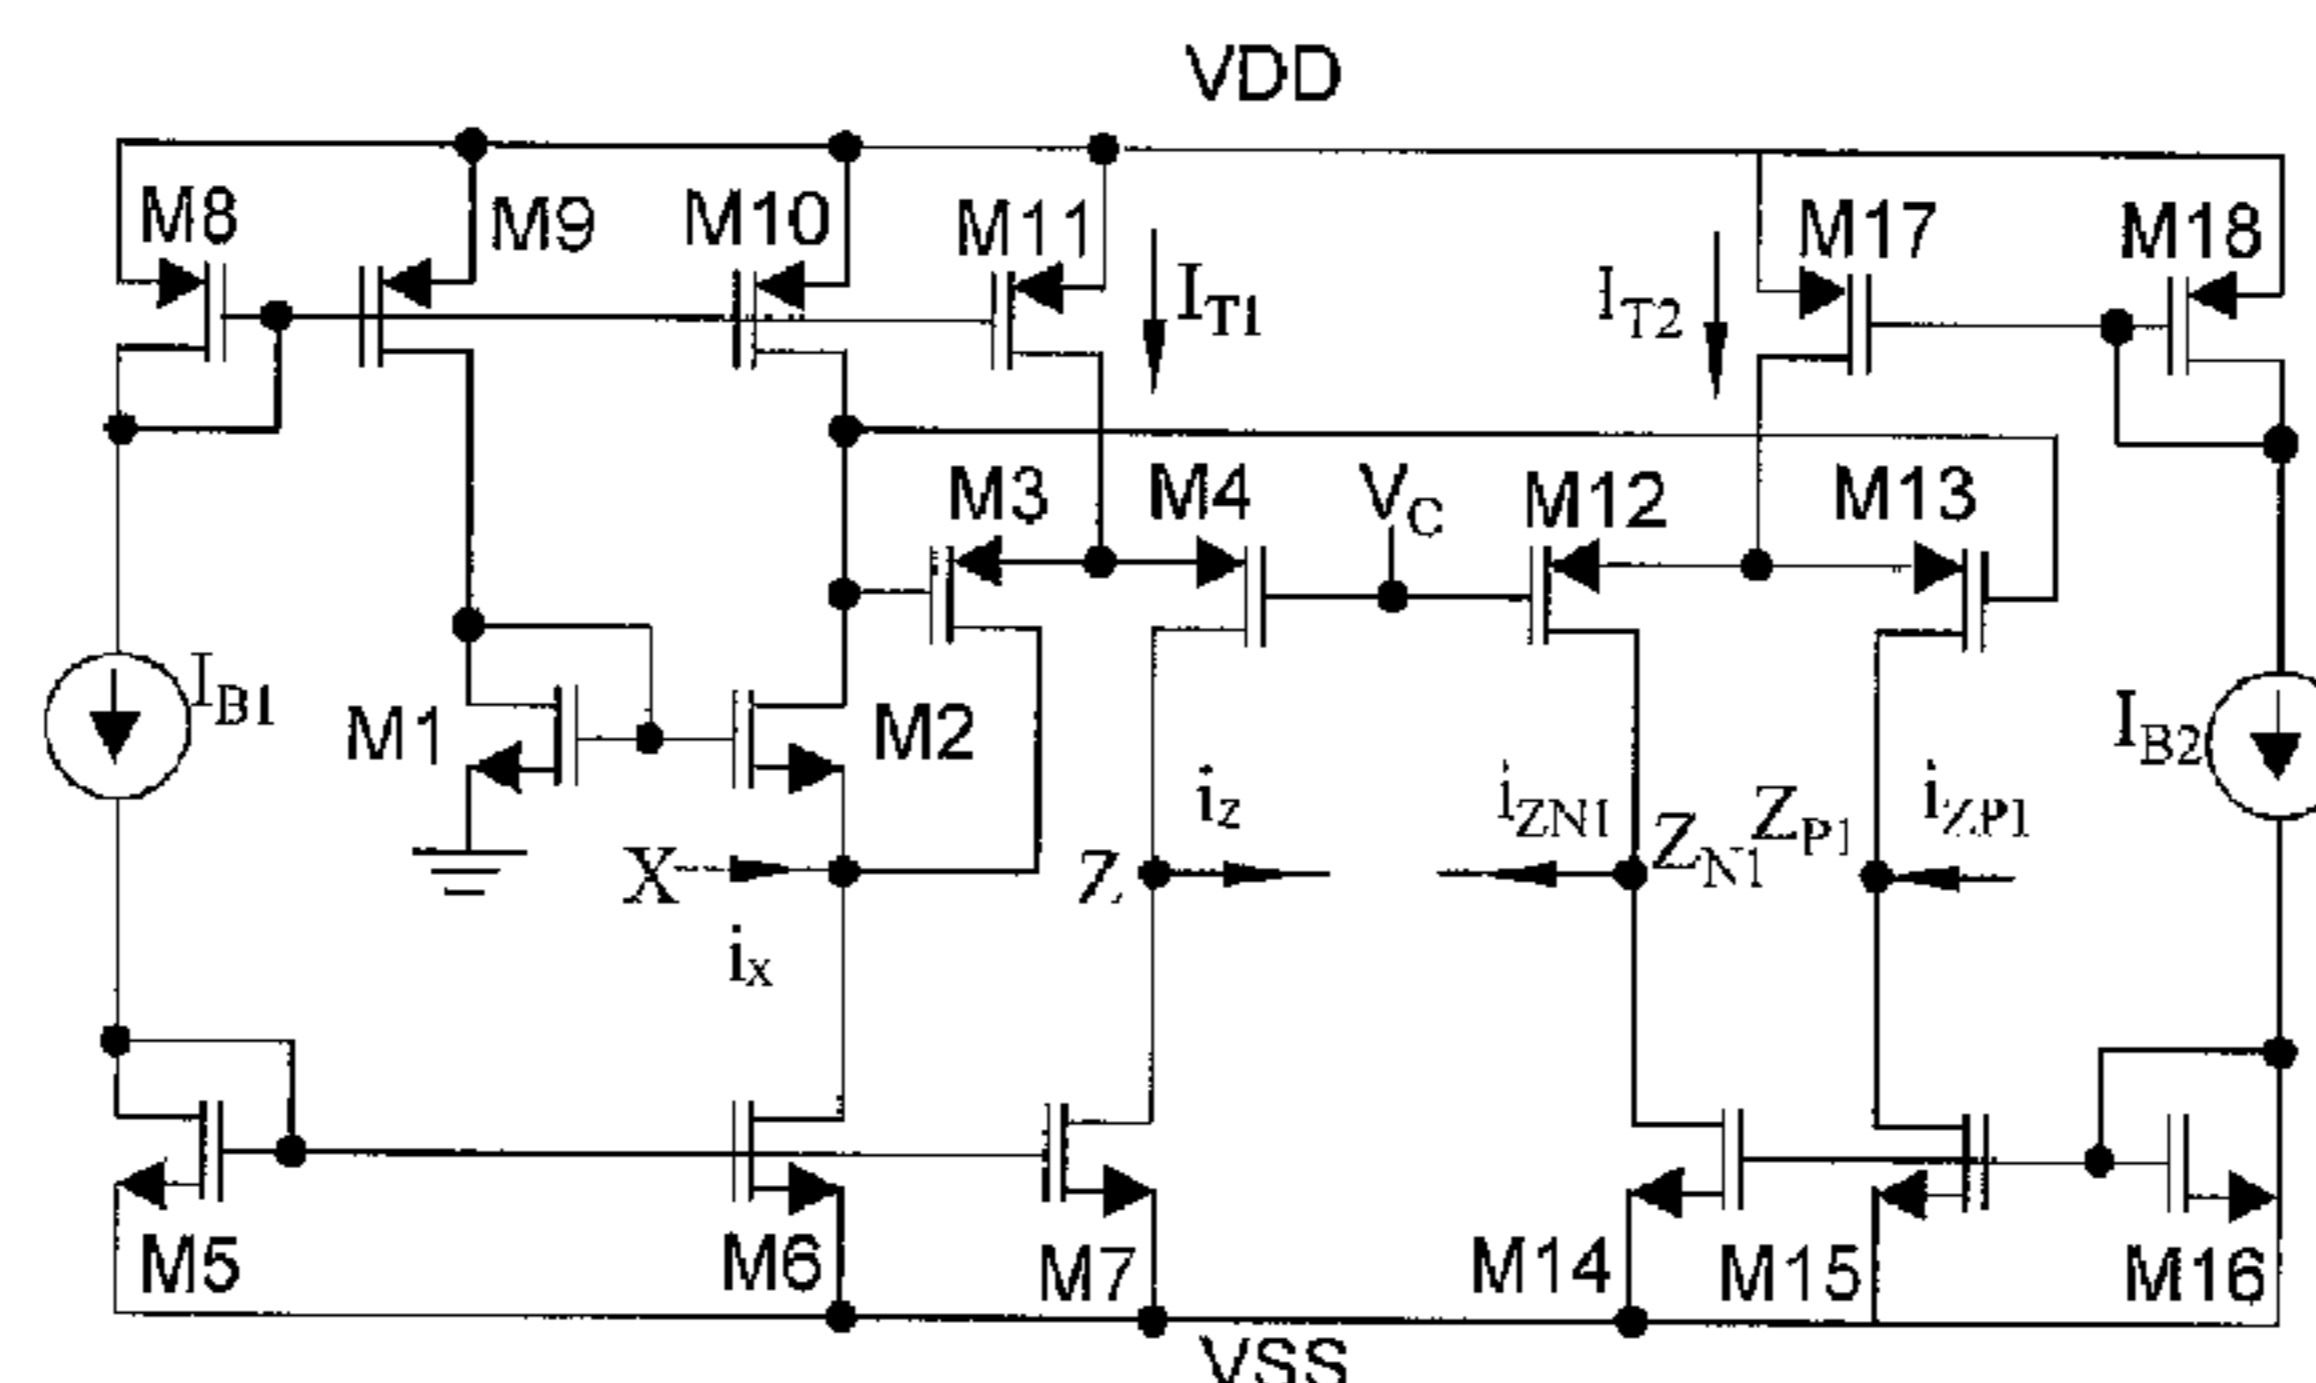 VDD
M8
M9
M10
M11
I_T1
I_T2
M17
M18
M3
M4
V_C
M12
M13
I_B1
M1
M2
i_z
i_ZN1
Z_N1
Z_P1
i_ZP1
I_B2
X
i_x
Z
M5
M6
M7
M14
M15
M16
VSS